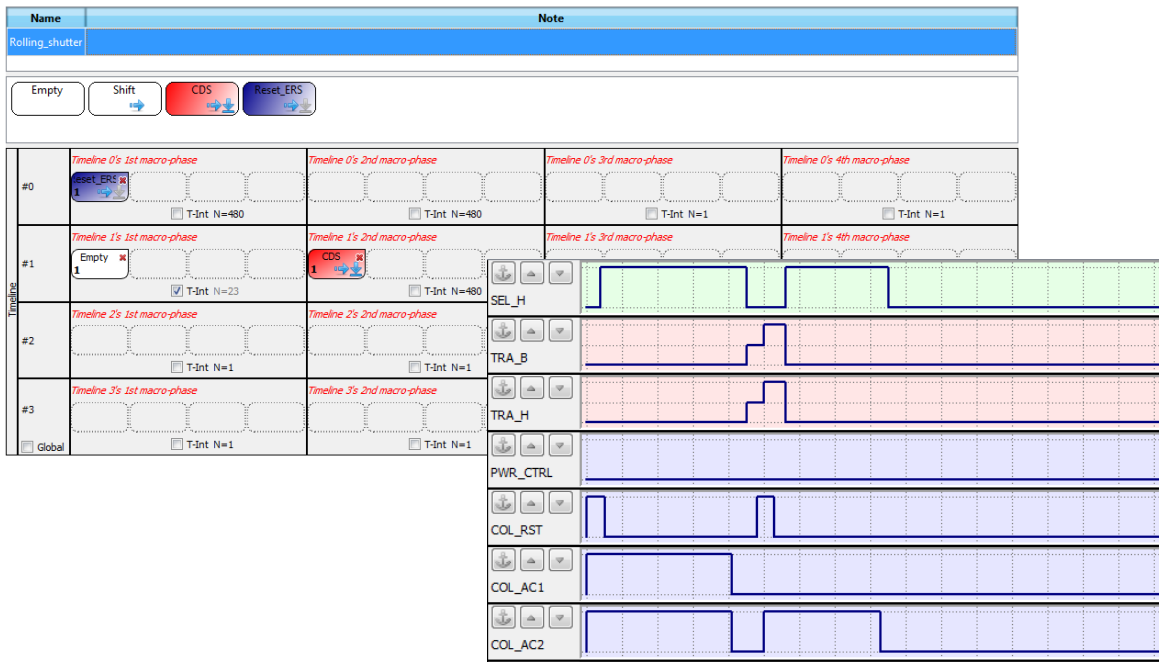 Name Note
Rolling_shutter
Empty Shift CDS Reset_ERS
Timeline
#0
Timeline 0's 1st macro-phase Timeline 0's 2nd macro-phase Timeline 0's 3rd macro-phase Timeline 0's 4th macro-phase
eset_ERS
1
T-Int N=480 T-Int N=480 T-Int N=1 T-Int N=1
#1
Timeline 1's 1st macro-phase Timeline 1's 2nd macro-phase Timeline 1's 3rd macro-phase Timeline 1's 4th macro-phase
Empty CDS
1 1
T-Int N=23 T-Int N=480
#2
Timeline 2's 1st macro-phase Timeline 2's 2nd macro-phase
T-Int N=1 T-Int N=1
#3
Timeline 3's 1st macro-phase Timeline 3's 2nd macro-phase
Global T-Int N=1 T-Int N=1
SEL_H
TRA_B
TRA_H
PWR_CTRL
COL_RST
COL_AC1
COL_AC2